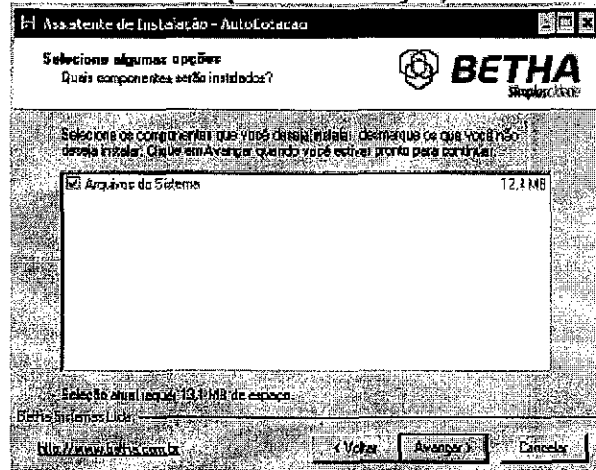 Assistente de Instalação - AutoCotacao
Selecione algumas opções
Quais componentes serão instalados?
BETHA
Simplescidade
Selecione os componentes que você deseja instalar, desmarque os que você não
deseja instalar. Clique em Avançar quando você estiver pronto para continuar.
Arquivos do Sistema MB
Seleção atual requer 13,1 MB de espaço.
Betha Sistemas Ltda
http://www.betha.com.br < Voltar Avançar > Cancelar